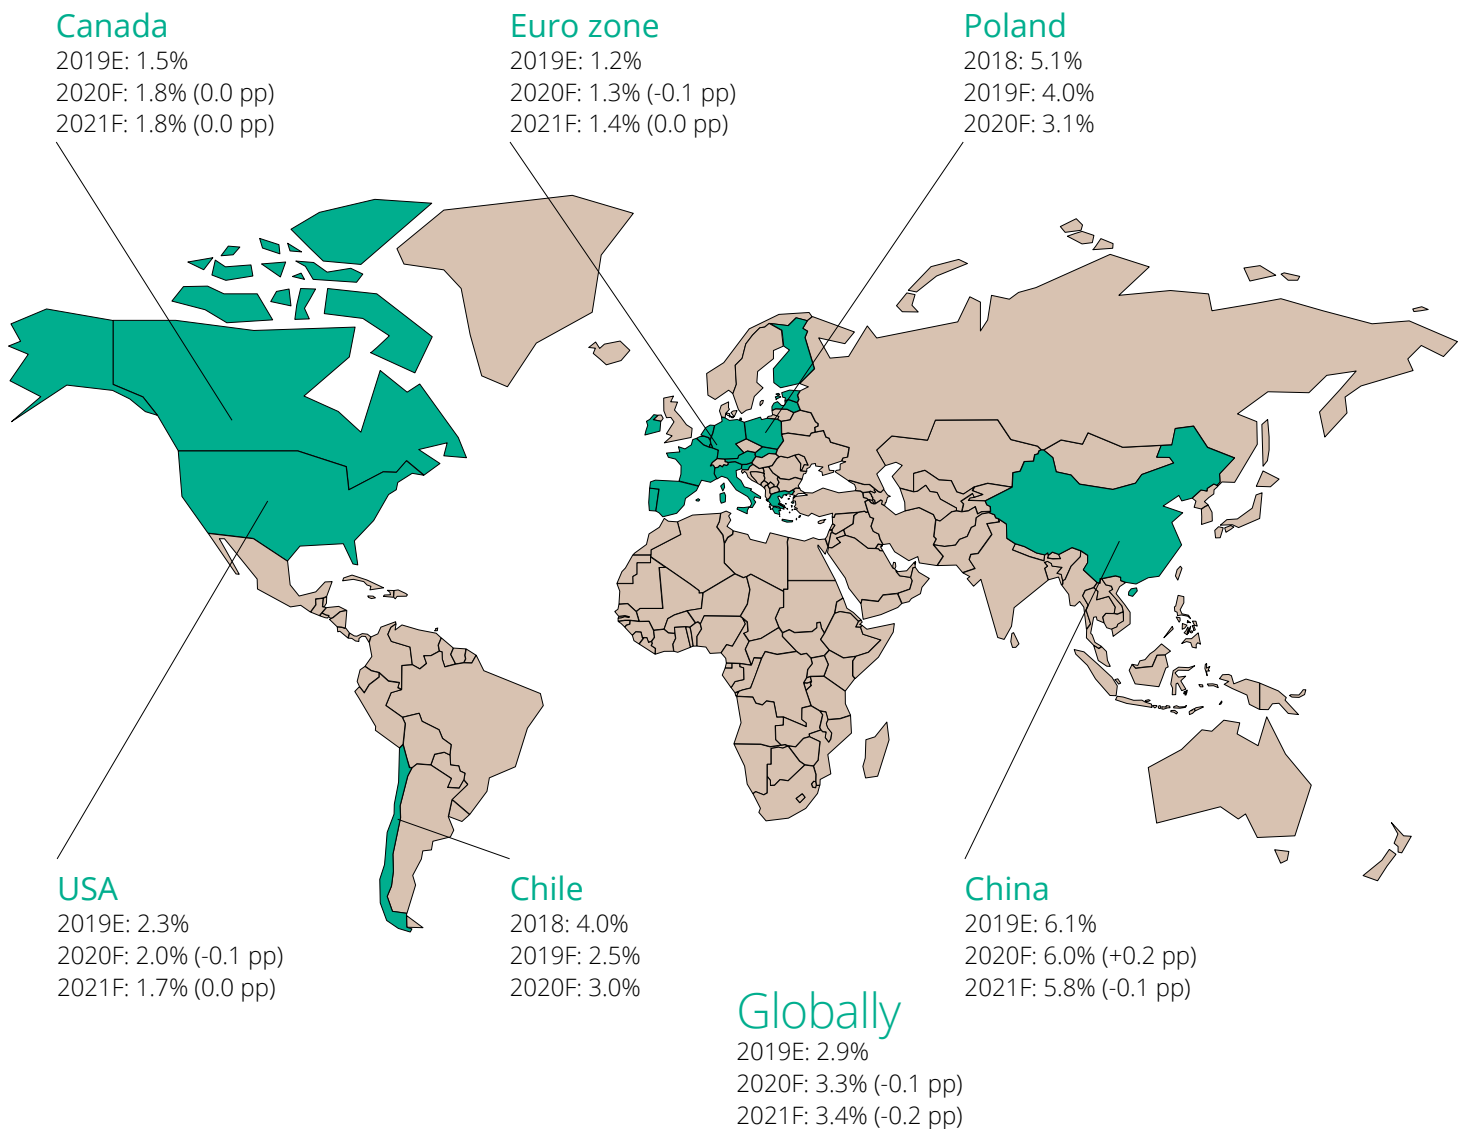 Canada
2019E: 1.5%
2020F: 1.8% (0.0 pp)
2021F: 1.8% (0.0 pp)
Euro zone
2019E: 1.2%
2020F: 1.3% (-0.1 pp)
2021F: 1.4% (0.0 pp)
Poland
2018: 5.1%
2019F: 4.0%
2020F: 3.1%
USA
2019E: 2.3%
2020F: 2.0% (-0.1 pp)
2021F: 1.7% (0.0 pp)
Chile
2018: 4.0%
2019F: 2.5%
2020F: 3.0%
China
2019E: 6.1%
2020F: 6.0% (+0.2 pp)
2021F: 5.8% (-0.1 pp)
Globally
2019E: 2.9%
2020F: 3.3% (-0.1 pp)
2021F: 3.4% (-0.2 pp)